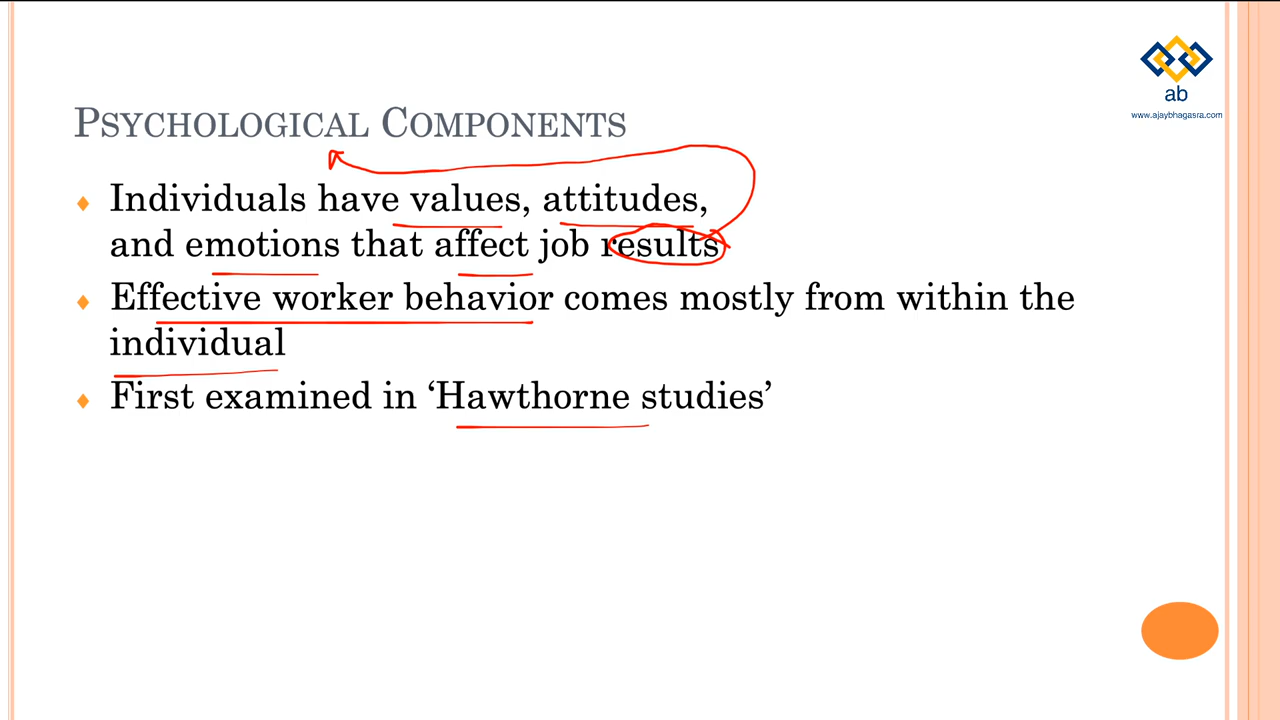 ab
www.ajaybhagasra.com
PSYCHOLOGICAL COMPONENTS
Individuals have values, attitudes,
and emotions that affect job results
Effective worker behavior comes mostly from within the
individual
First examined in ‘Hawthorne studies’